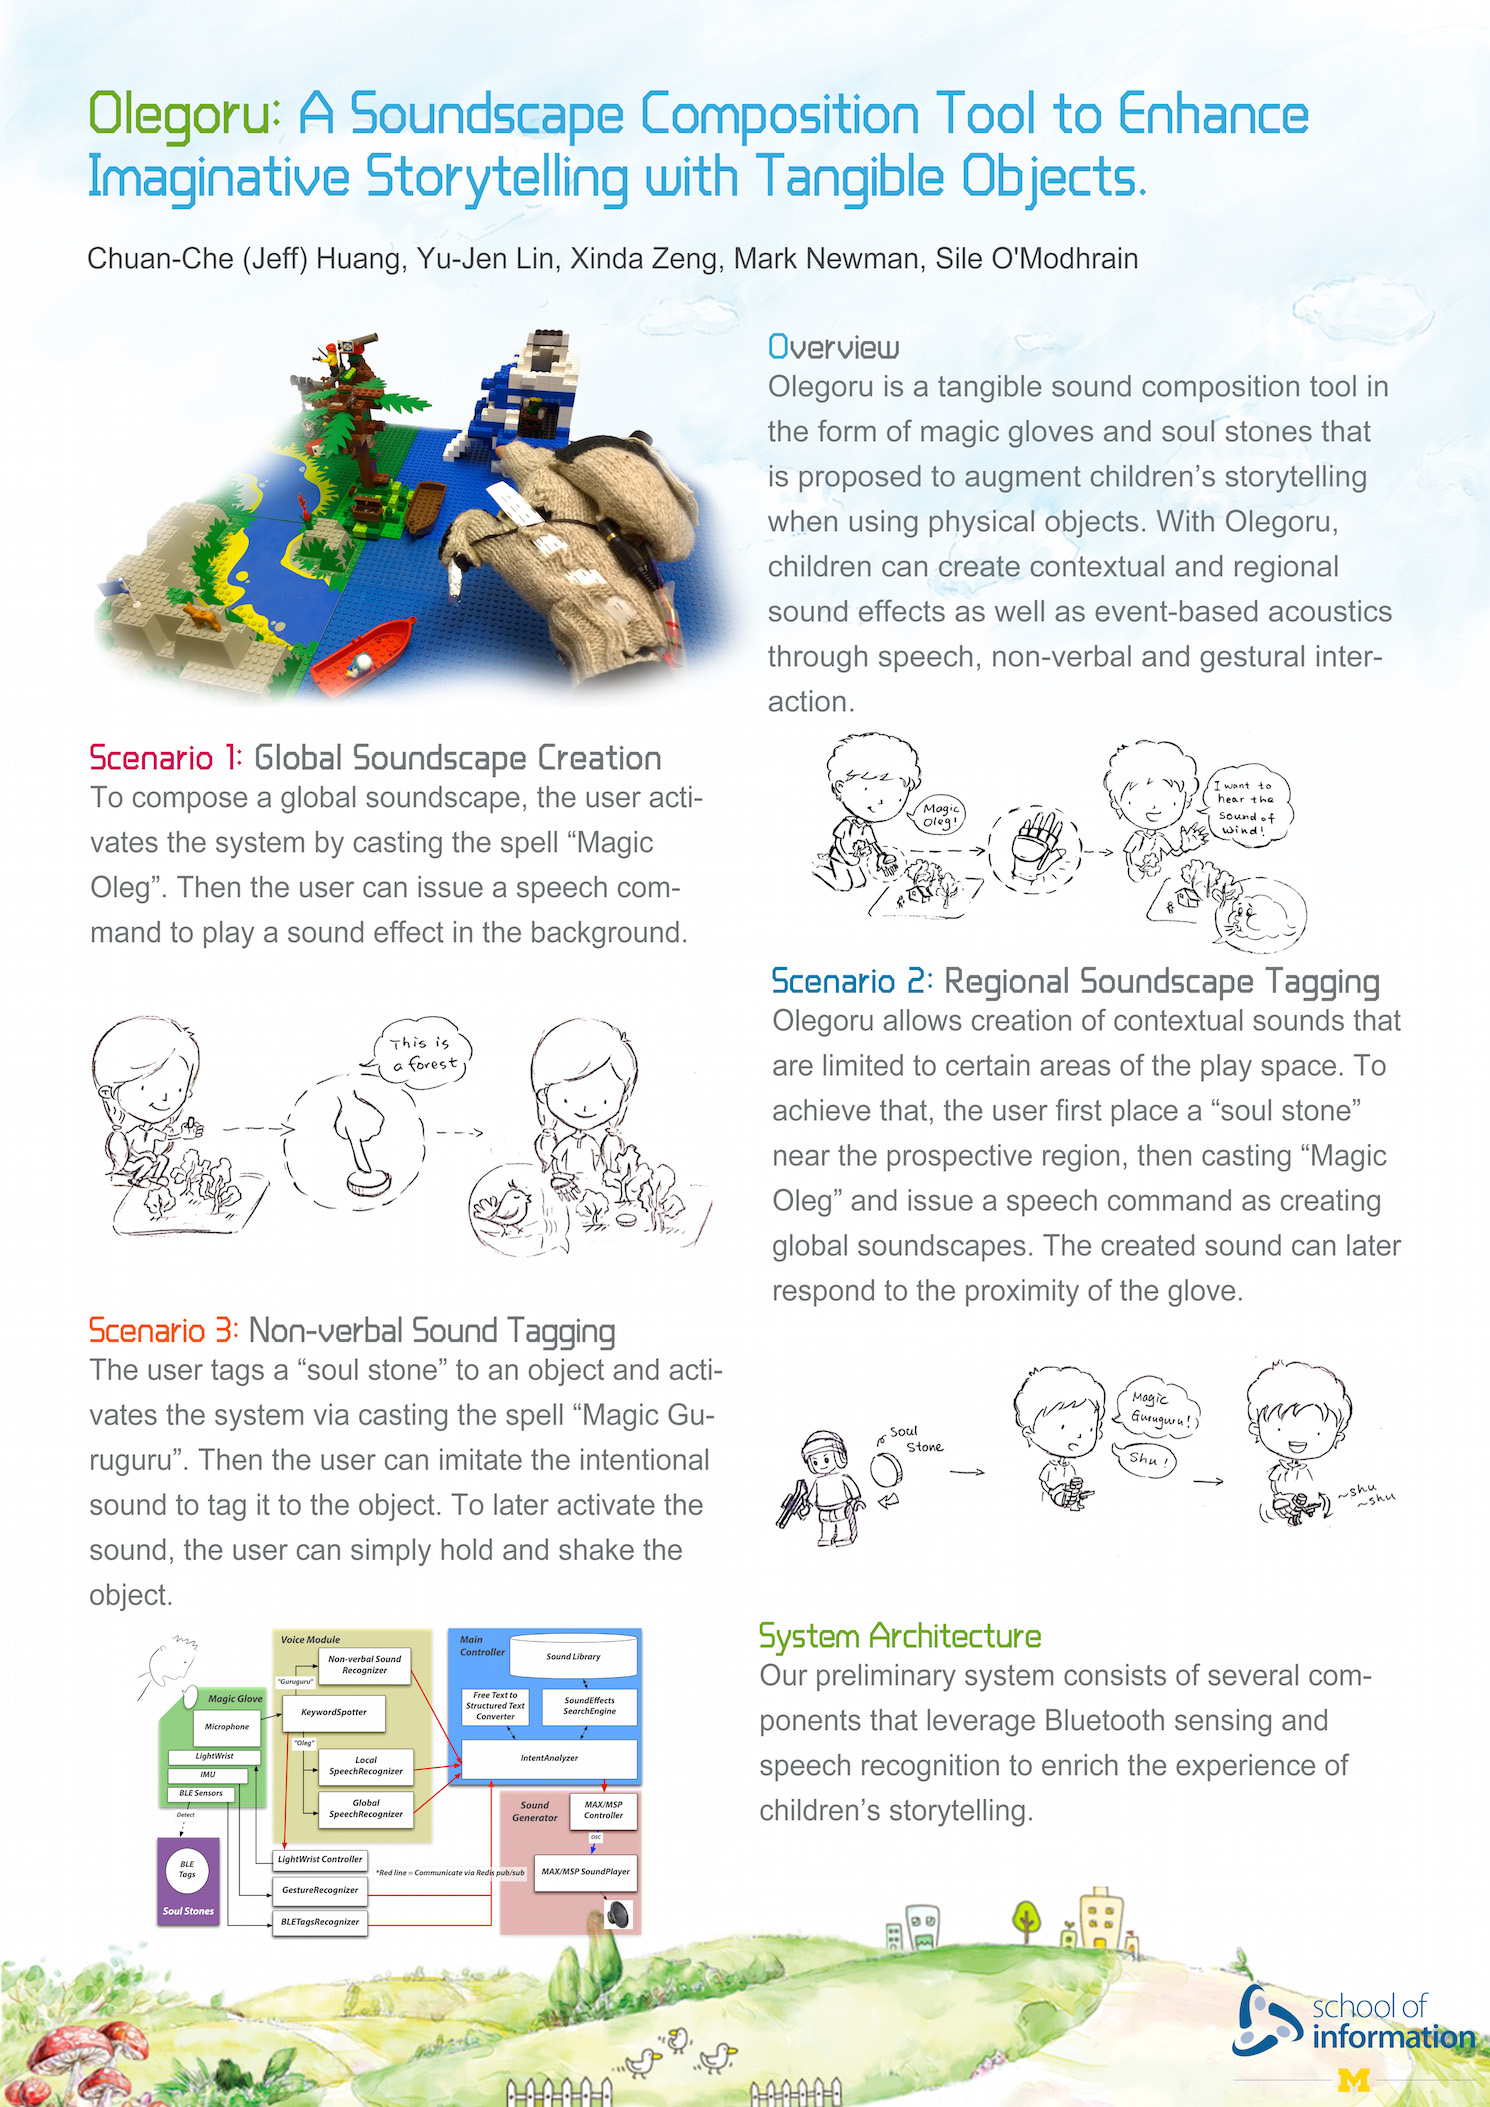 Olegoru: A Soundscape Composition Tool to Enhance
Imaginative Storytelling with Tangible Objects.
Chuan-Che (Jeff) Huang, Yu-Jen Lin, Xinda Zeng, Mark Newman, Sile O'Modhrain
Overview
Olegoru is a tangible sound composition tool in
the form of magic gloves and soul stones that
is proposed to augment children’s storytelling
when using physical objects. With Olegoru,
children can create contextual and regional
sound effects as well as event-based acoustics
through speech, non-verbal and gestural inter-
action.
Scenario 1: Global Soundscape Creation
To compose a global soundscape, the user acti-
vates the system by casting the spell “Magic
Oleg”. Then the user can issue a speech com-
mand to play a sound effect in the background.
Magic
Oleg!
I want to
hear the
sound of
wind!
Scenario 2: Regional Soundscape Tagging
Olegoru allows creation of contextual sounds that
are limited to certain areas of the play space. To
achieve that, the user first place a “soul stone”
near the prospective region, then casting “Magic
Oleg” and issue a speech command as creating
global soundscapes. The created sound can later
respond to the proximity of the glove.
This is
a forest
Scenario 3: Non-verbal Sound Tagging
The user tags a “soul stone” to an object and acti-
vates the system via casting the spell “Magic Gu-
ruguru”. Then the user can imitate the intentional
sound to tag it to the object. To later activate the
sound, the user can simply hold and shake the
object.
Soul
Stone
Magic
Guruguru!
Shu!
~shu
~shu
Voice Module
Non-verbal Sound
Recognizer
"Guruguru"
KeywordSpotter
"Oleg"
Local
SpeechRecognizer
Global
SpeechRecognizer
Magic Glove
Microphone
LightWrist
IMU
BLE Sensors
Detect
BLE
Tags
Soul Stones
LightWrist Controller
GestureRecognizer
BLETagsRecognizer
*Red line = Communicate via Redis pub/sub
Main
Controller
Sound Library
Free Text to
Structured Text
Converter
SoundEffects
SearchEngine
IntentAnalyzer
Sound
Generator
MAX/MSP
Controller
OSC
MAX/MSP SoundPlayer
System Architecture
Our preliminary system consists of several com-
ponents that leverage Bluetooth sensing and
speech recognition to enrich the experience of
children’s storytelling.
school of
information
M